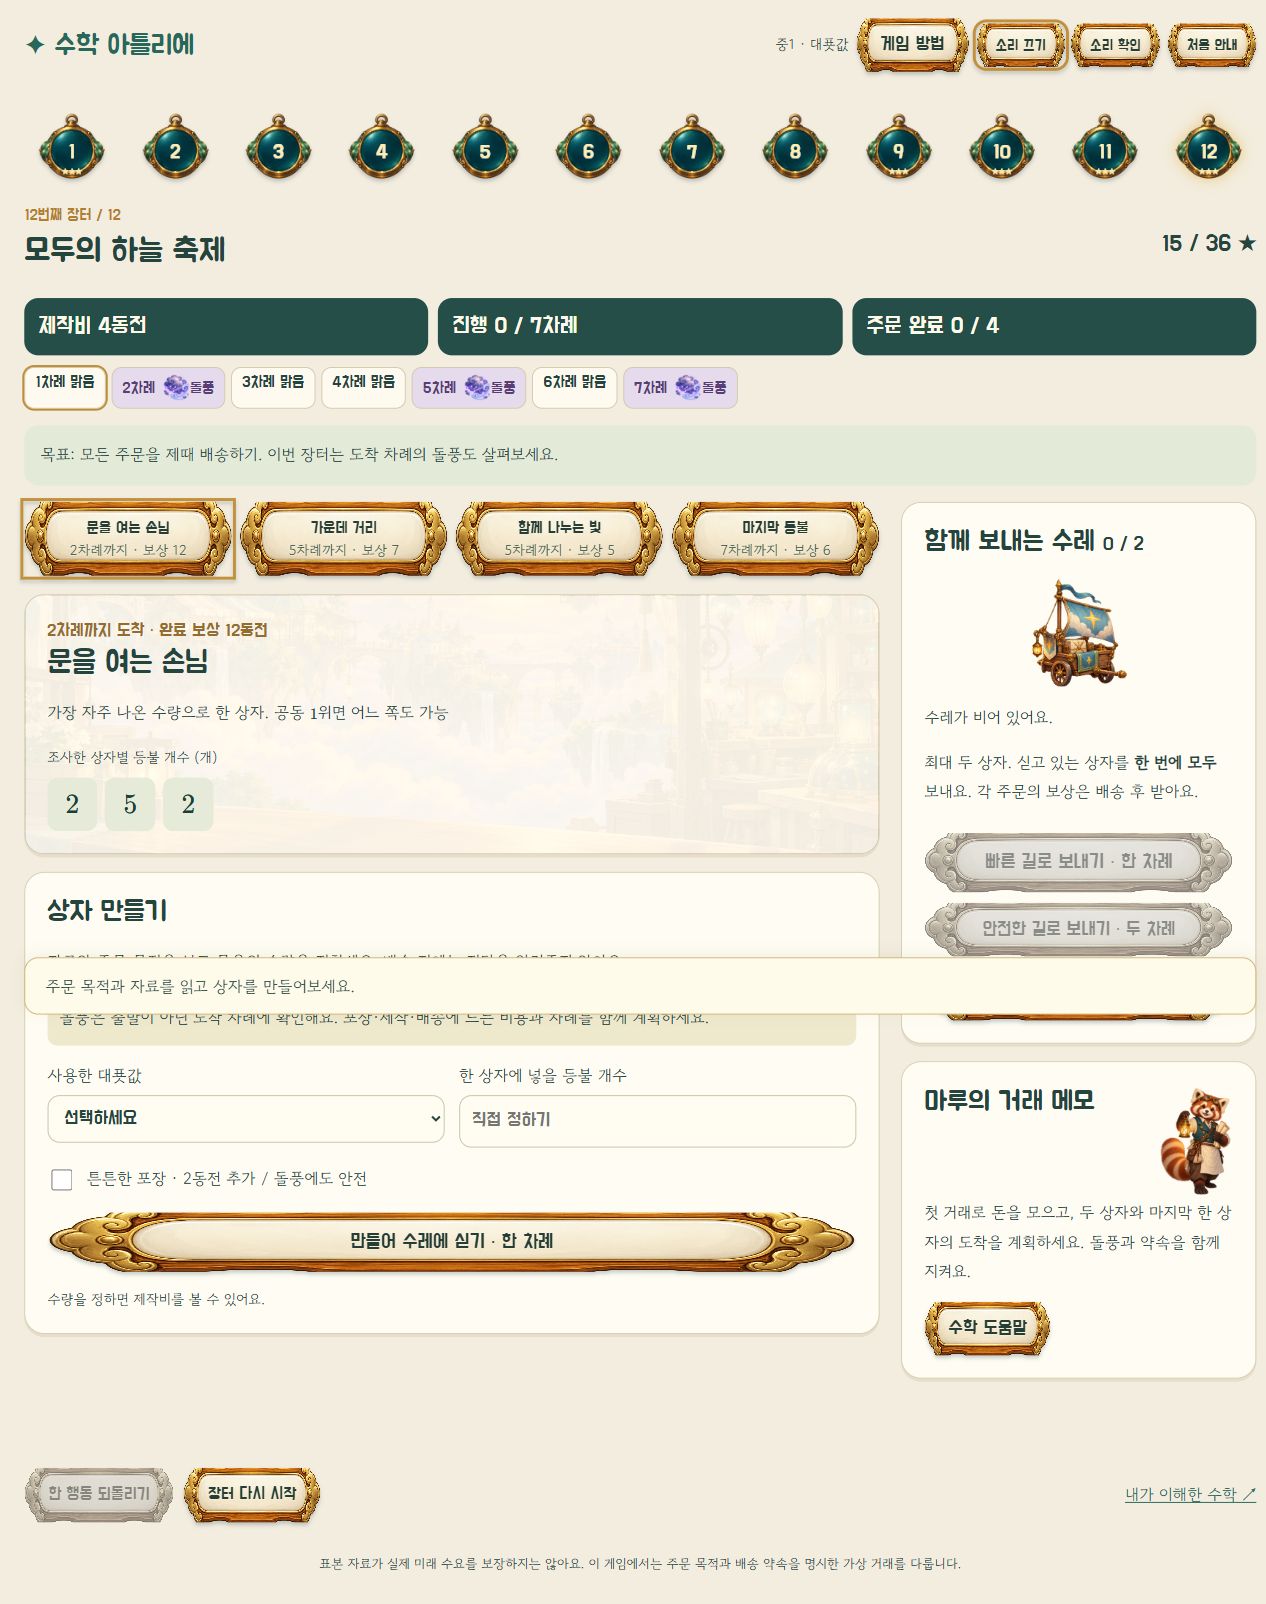 ✦ 수학 아틀리에
중1 · 대푯값
게임 방법
소리 끄기
소리 확인
처음 안내
1
2
3
4
5
6
7
8
9
10
11
12
12번째 장터 / 12
모두의 하늘 축제
15 / 36 ★
제작비 4동전
진행 0 / 7차례
주문 완료 0 / 4
1차례 맑음
2차례 돌풍
3차례 맑음
4차례 맑음
5차례 돌풍
6차례 맑음
7차례 돌풍
목표: 모든 주문을 제때 배송하기. 이번 장터는 도착 차례의 돌풍도 살펴보세요.
문을 여는 손님
2차례까지 · 보상 12
가운데 거리
5차례까지 · 보상 7
함께 나누는 빛
5차례까지 · 보상 5
마지막 등불
7차례까지 · 보상 6
2차례까지 도착 · 완료 보상 12동전
문을 여는 손님
가장 자주 나온 수량으로 한 상자. 공동 1위면 어느 쪽도 가능
조사한 상자별 등불 개수 (개)
2 5 2
상자 만들기
주문 목적과 자료를 읽고 상자를 만들어보세요.
돌풍은 출발이 아닌 도착 차례에 확인해요. 포장·제작·배송에 드는 비용과 차례를 함께 계획하세요.
사용한 대푯값
선택하세요
한 상자에 넣을 등불 개수
직접 정하기
튼튼한 포장 · 2동전 추가 / 돌풍에도 안전
만들어 수레에 싣기 · 한 차례
수량을 정하면 제작비를 볼 수 있어요.
함께 보내는 수레 0 / 2
수레가 비어 있어요.
최대 두 상자. 싣고 있는 상자를 한 번에 모두
보내요. 각 주문의 보상은 배송 후 받아요.
빠른 길로 보내기 · 한 차례
안전한 길로 보내기 · 두 차례
마루의 거래 메모
첫 거래로 돈을 모으고, 두 상자와 마지막 한 상
자의 도착을 계획하세요. 돌풍과 약속을 함께
지켜요.
수학 도움말
한 행동 되돌리기
장터 다시 시작
내가 이해한 수학 ↗
표본 자료가 실제 미래 수요를 보장하지는 않아요. 이 게임에서는 주문 목적과 배송 약속을 명시한 가상 거래를 다룹니다.